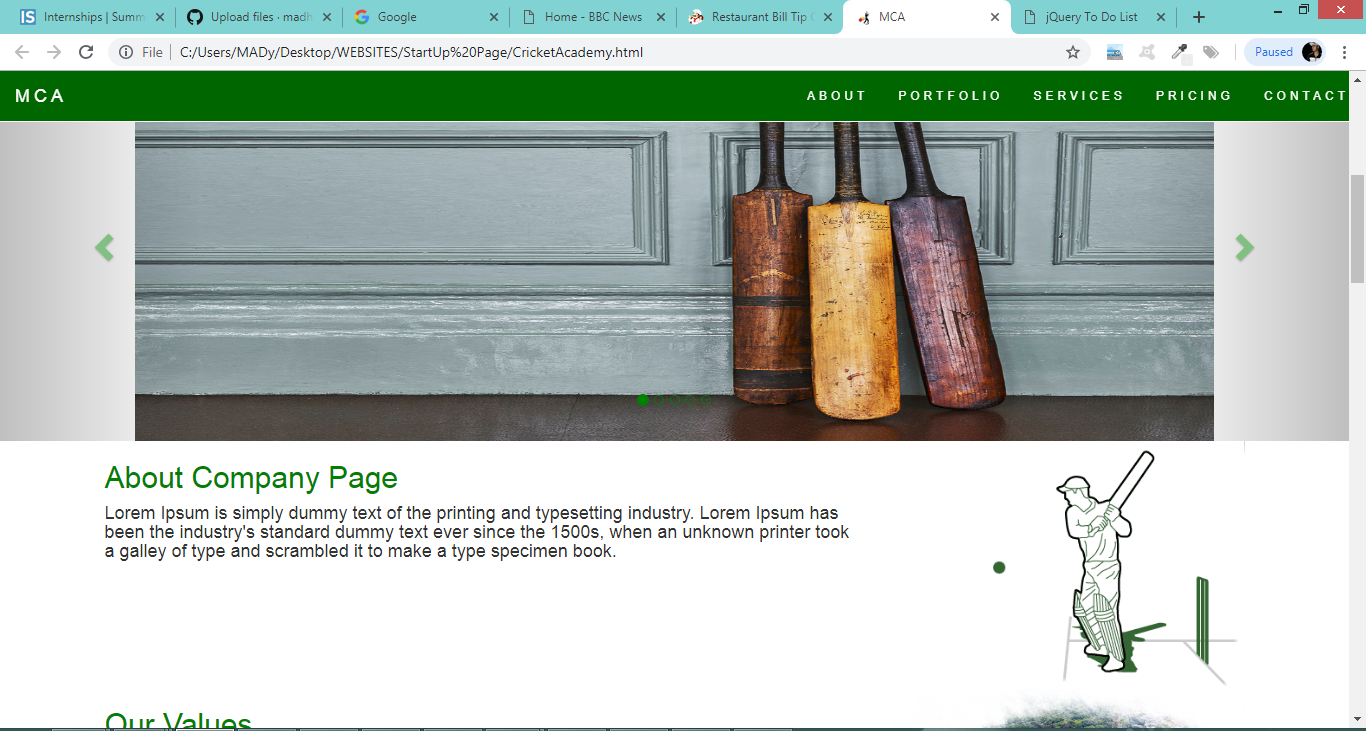 Internships | Summ
Upload files · madh
Google
Home - BBC News
Restaurant Bill Tip
MCA
jQuery To Do List
File
C:/Users/MADy/Desktop/WEBSITES/StartUp%20Page/CricketAcademy.html
Paused
MCA
ABOUT
PORTFOLIO
SERVICES
PRICING
CONTACT
About Company Page
Lorem Ipsum is simply dummy text of the printing and typesetting industry. Lorem Ipsum has
been the industry's standard dummy text ever since the 1500s, when an unknown printer took
a galley of type and scrambled it to make a type specimen book.
Our Values